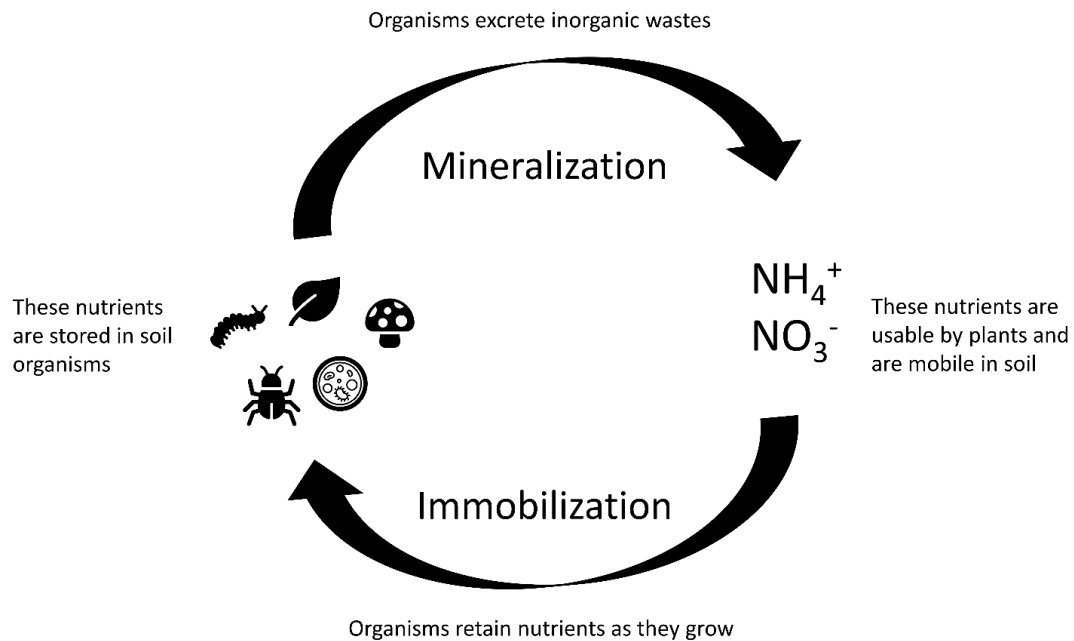 Organisms excrete inorganic wastes
Mineralization
These nutrients
are stored in soil
organisms
NH₄⁺
NO₃⁻
These nutrients are
usable by plants and
are mobile in soil
Immobilization
Organisms retain nutrients as they grow